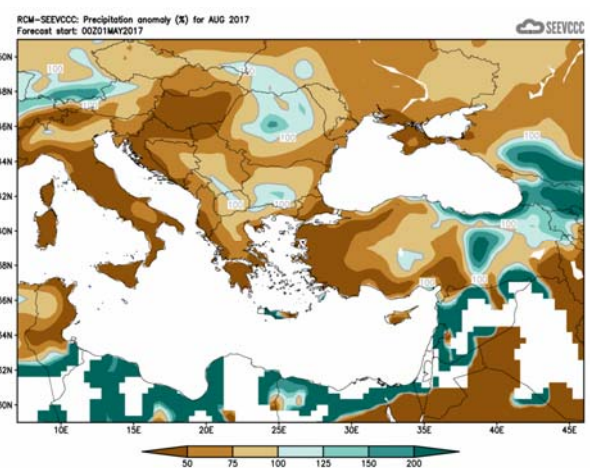 RCM-SEEVCCC: Precipitation anomaly (%) for AUG 2017
Forecast start: 00Z01MAY2017
SEEVCCC
50N
100
100
100
48N
46N
100
44N
100
100
42N
100
40N
100
38N
100
36N
34N
32N
30N
10E 15E 20E 25E 30E 35E 40E 45E
50 75 100 125 150 200